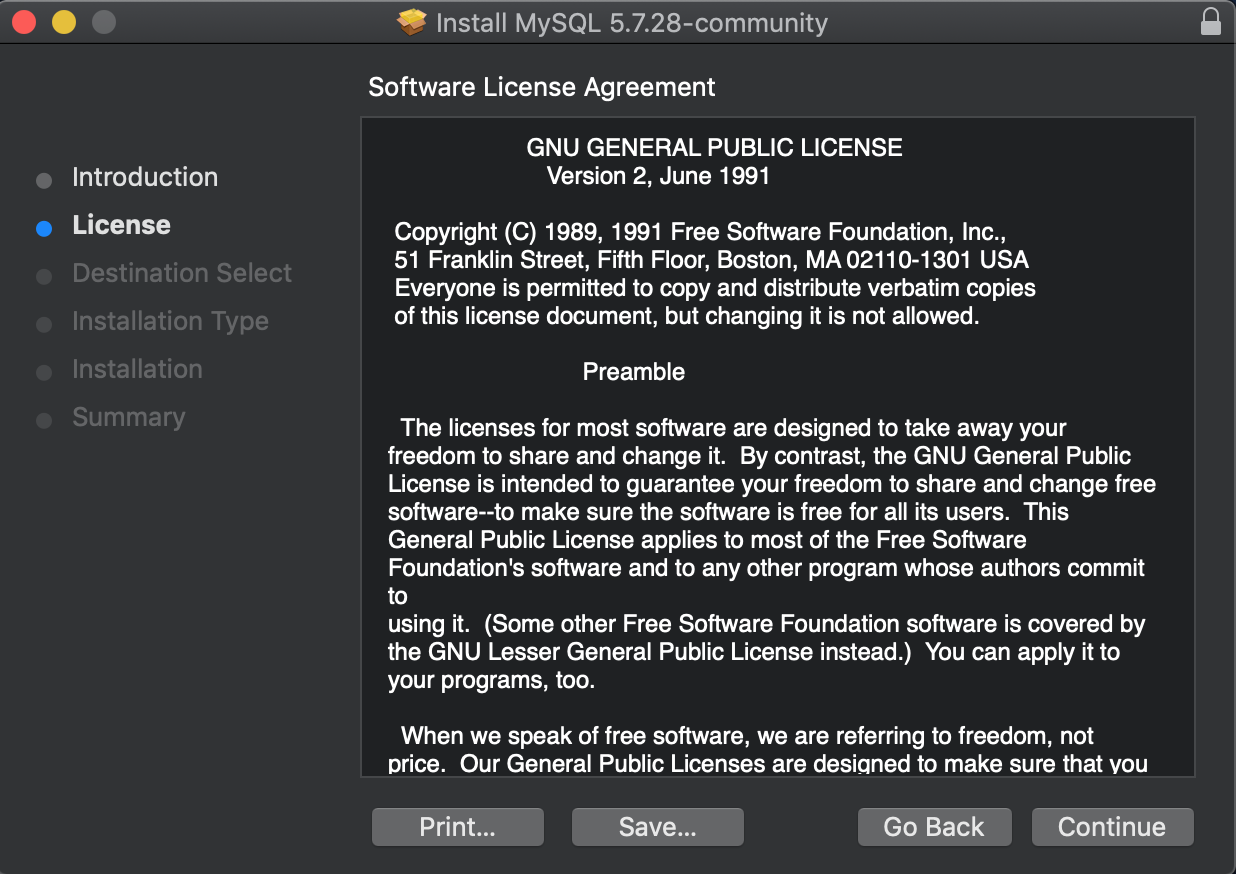 Install MySQL 5.7.28-community
Software License Agreement
Introduction
License
Destination Select
Installation Type
Installation
Summary
GNU GENERAL PUBLIC LICENSE
Version 2, June 1991
Copyright (C) 1989, 1991 Free Software Foundation, Inc.,
51 Franklin Street, Fifth Floor, Boston, MA 02110-1301 USA
Everyone is permitted to copy and distribute verbatim copies
of this license document, but changing it is not allowed.
Preamble
The licenses for most software are designed to take away your
freedom to share and change it.  By contrast, the GNU General Public
License is intended to guarantee your freedom to share and change free
software--to make sure the software is free for all its users.  This
General Public License applies to most of the Free Software
Foundation's software and to any other program whose authors commit
to
using it.  (Some other Free Software Foundation software is covered by
the GNU Lesser General Public License instead.)  You can apply it to
your programs, too.
When we speak of free software, we are referring to freedom, not
price.  Our General Public Licenses are designed to make sure that you
Print...
Save...
Go Back
Continue